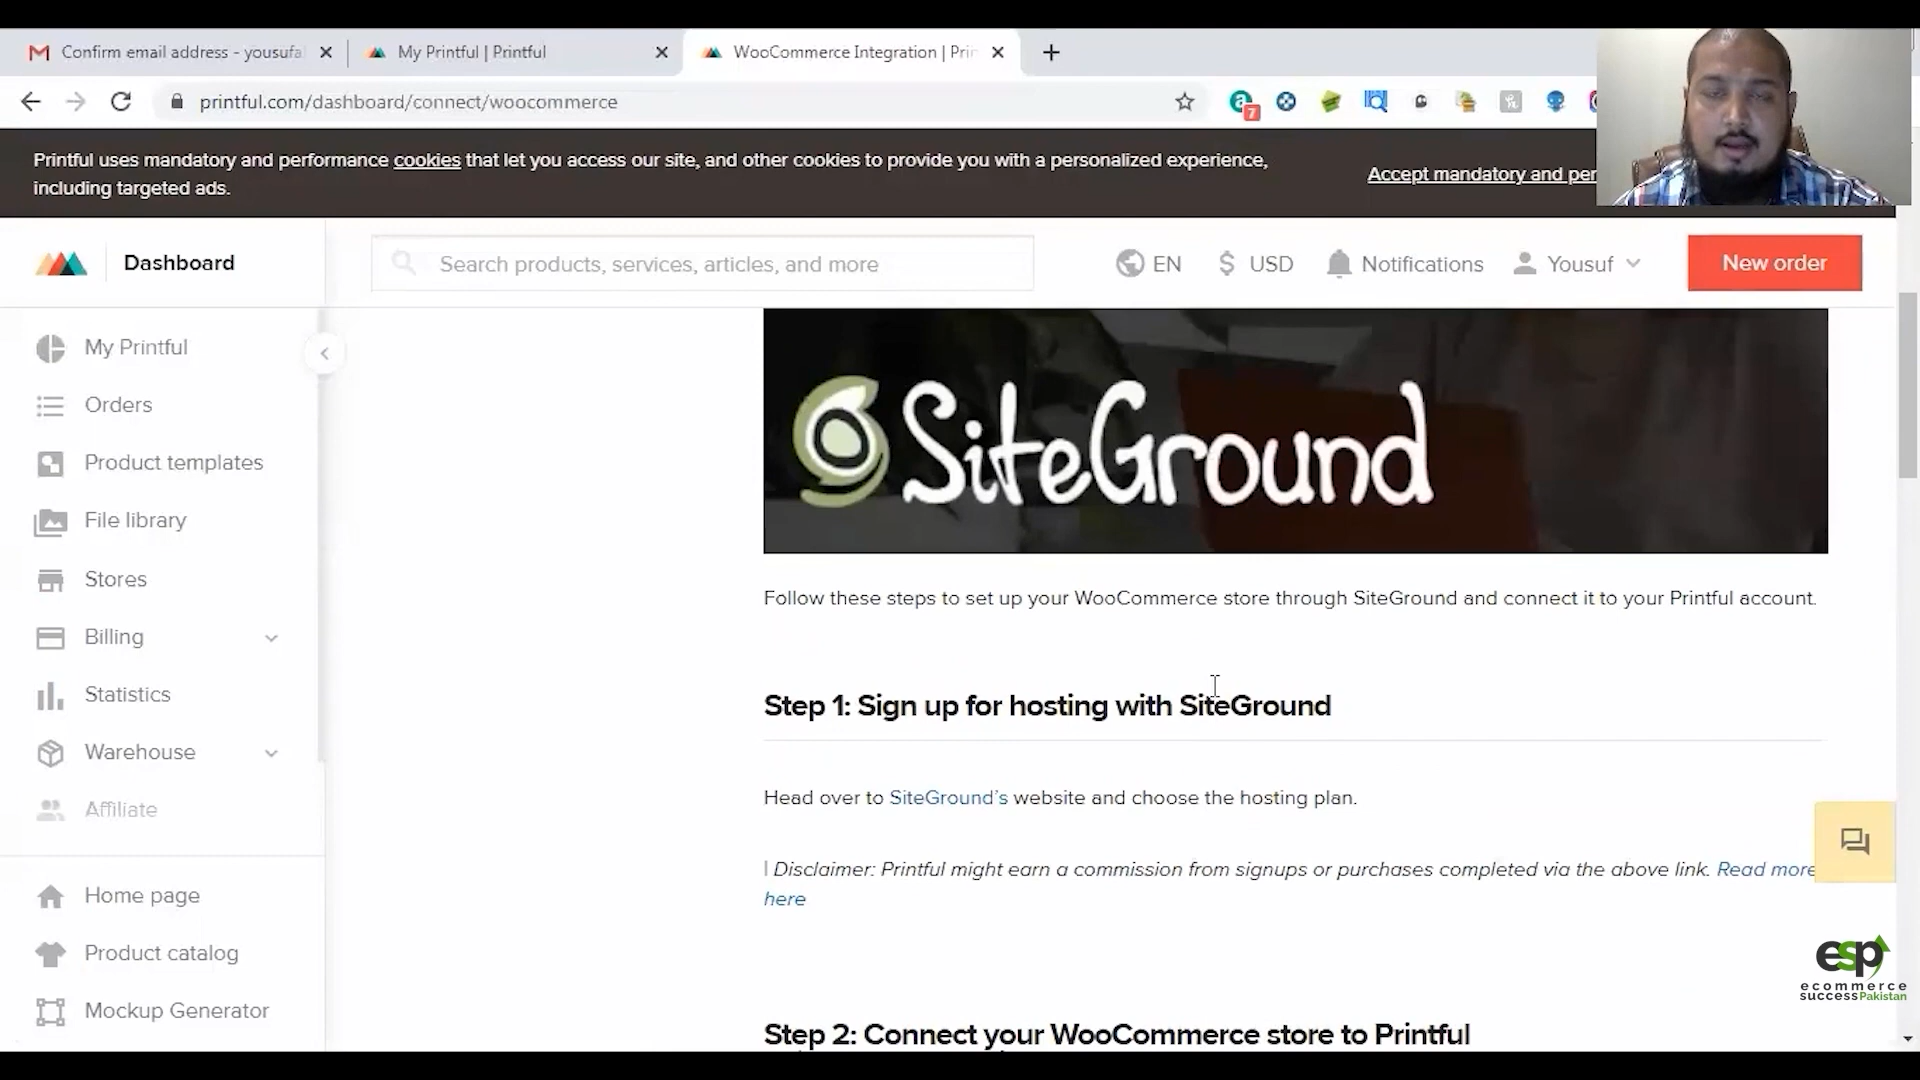 Confirm email address - yousufa
My Printful | Printful
WooCommerce Integration | Prin
printful.com/dashboard/connect/woocommerce
7
Printful uses mandatory and performance cookies that let you access our site, and other cookies to provide you with a personalized experience,
including targeted ads.
Accept mandatory and per
Dashboard
Search products, services, articles, and more
EN
$ USD
Notifications
Yousuf
New order
My Printful
Orders
Product templates
File library
Stores
Billing
Statistics
Warehouse
Affiliate
Home page
Product catalog
Mockup Generator
SiteGround
Follow these steps to set up your WooCommerce store through SiteGround and connect it to your Printful account.
Step 1: Sign up for hosting with SiteGround
Head over to SiteGround's website and choose the hosting plan.
| Disclaimer: Printful might earn a commission from signups or purchases completed via the above link. Read more
here
Step 2: Connect your WooCommerce store to Printful
esp
ecommerce
successPakistan